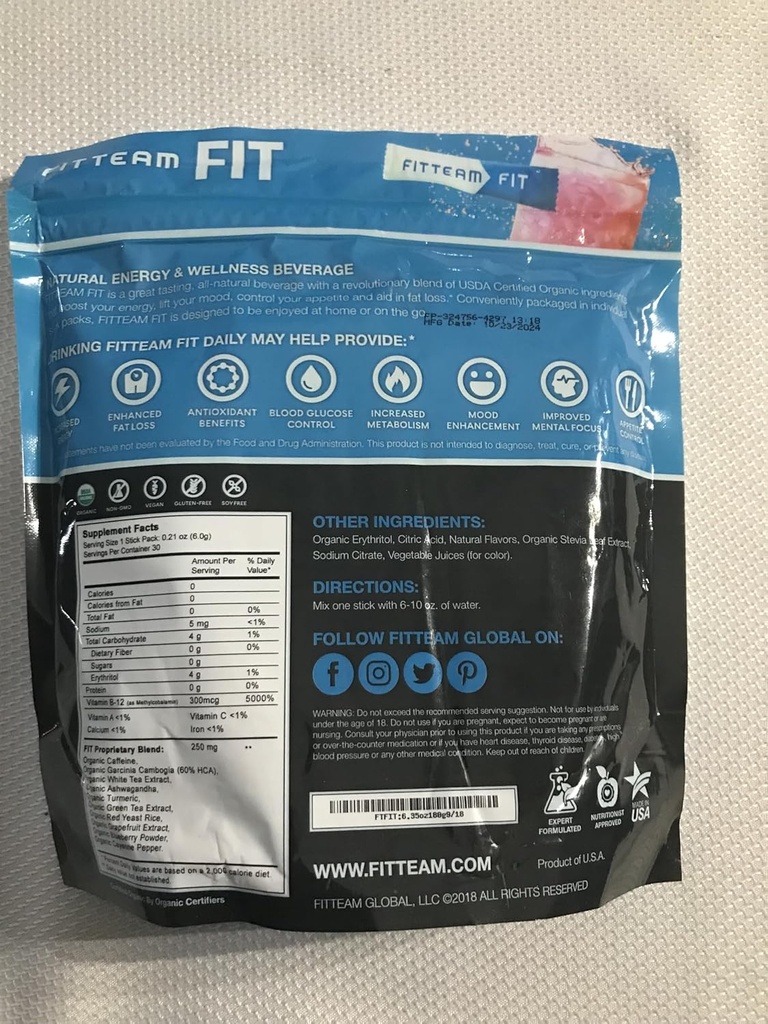 FITTEAM FIT
FITTEAM FIT
NATURAL ENERGY & WELLNESS BEVERAGE
FITTEAM FIT is a great tasting, all-natural beverage with a revolutionary blend of USDA Certified Organic ingredients
boost your energy, lift your mood, control your appetite and aid in fat loss.* Conveniently packaged in individual
packs, FITTEAM FIT is designed to be enjoyed at home or on the go
13:18
MFG Date: 10/23/2024
DRINKING FITTEAM FIT DAILY MAY HELP PROVIDE:*
ENHANCED FAT LOSS
ANTIOXIDANT BENEFITS
BLOOD GLUCOSE CONTROL
INCREASED METABOLISM
MOOD ENHANCEMENT
IMPROVED MENTAL FOCUS
APPETITE CONTROL
have not been evaluated by the Food and Drug Administration. This product is not intended to diagnose, treat, cure, or prevent any
ORGANIC NON-GMO VEGAN GLUTEN-FREE SOY FREE
Supplement Facts
Serving Size 1 Stick Pack: 0.21 oz (6.0g)
Servings Per Container 30
Amount Per Serving % Daily Value*
Calories 0
Calories from Fat 0
Total Fat 0 0%
Sodium 5 mg <1%
Total Carbohydrate 4 g 1%
Dietary Fiber 0 g 0%
Sugars 0 g
Erythritol 4 g 1%
Protein 0 g 0%
Vitamin B-12 (as Methylcobalamin) 300mcg 5000%
Vitamin A <1% Vitamin C <1%
Calcium <1% Iron <1%
FIT Proprietary Blend: 250 mg **
Organic Caffeine,
Organic Garcinia Cambogia (60% HCA),
Organic White Tea Extract,
Organic Ashwagandha,
Organic Turmeric,
Organic Green Tea Extract,
Organic Red Yeast Rice,
Organic Grapefruit Extract,
Organic Blueberry Powder,
Organic Cayenne Pepper.
Daily Values are based on a 2,000 calorie diet.
established.
By Organic Certifiers
OTHER INGREDIENTS:
Organic Erythritol, Citric Acid, Natural Flavors, Organic Stevia Leaf Extract,
Sodium Citrate, Vegetable Juices (for color).
DIRECTIONS:
Mix one stick with 6-10 oz. of water.
FOLLOW FITTEAM GLOBAL ON:
WARNING: Do not exceed the recommended serving suggestion. Not for use by individuals
under the age of 18. Do not use if you are pregnant, expect to become pregnant or are
nursing. Consult your physician prior to using this product if you are taking any prescriptions
or over-the-counter medication or if you have heart disease, thyroid disease, diabetes, high
blood pressure or any other medical condition. Keep out of reach of children.
FTFIT:6.35oz180g9/18
EXPERT FORMULATED
NUTRITIONIST APPROVED
MADE IN USA
WWW.FITTEAM.COM
Product of U.S.A.
FITTEAM GLOBAL, LLC ©2018 ALL RIGHTS RESERVED